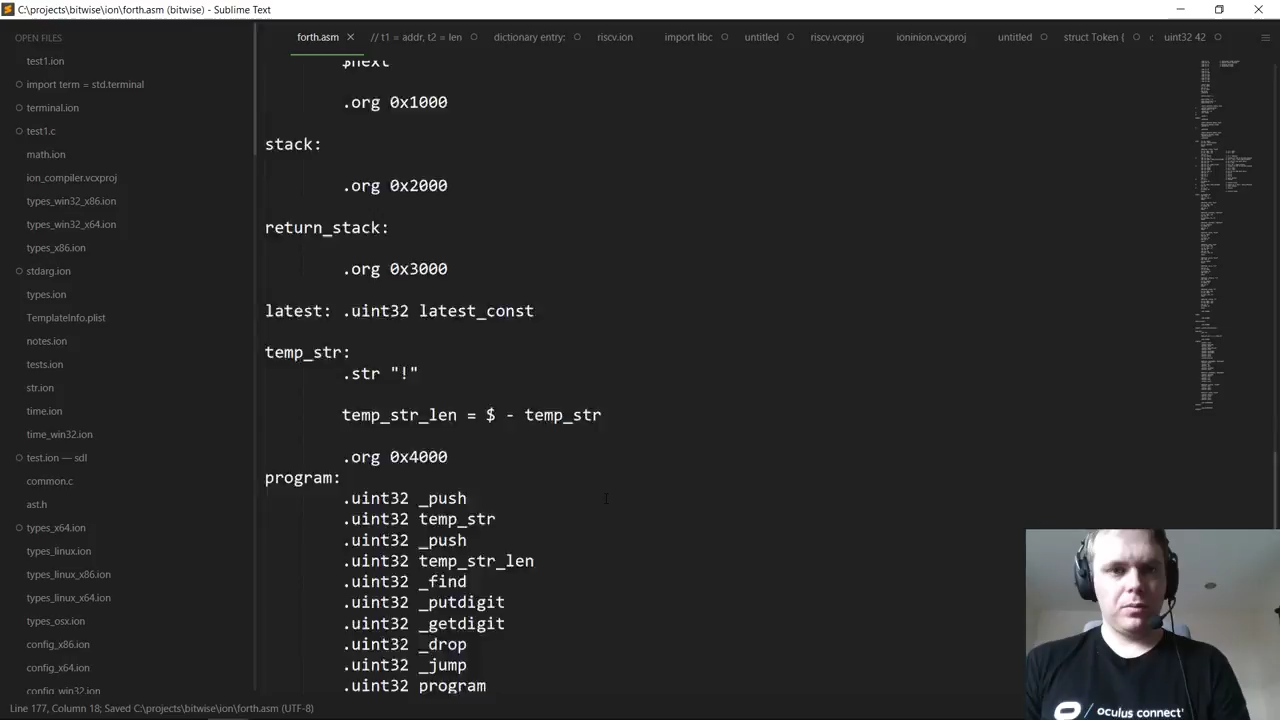 C:\projects\bitwise\ion\forth.asm (bitwise) - Sublime Text
OPEN FILES
test1.ion
import term = std.terminal
terminal.ion
test1.c
math.ion
ion_compiler.vcxproj
types_win32_x86.ion
types_win32_x64.ion
types_x86.ion
stdarg.ion
types.ion
TemplateInfo.plist
notes.ion
tests.ion
str.ion
time.ion
time_win32.ion
test.ion — sdl
common.c
ast.h
types_x64.ion
types_linux.ion
types_linux_x86.ion
types_linux_x64.ion
types_osx.ion
config_x86.ion
config_x64.ion
config_win32.ion
forth.asm
// t1 = addr, t2 = len
dictionary entry:
riscv.ion
import libc
untitled
riscv.vcxproj
ioninion.vcxproj
untitled
struct Token {
uint32 42
$next
.org 0x1000
stack:
.org 0x2000
return_stack:
.org 0x3000
latest: .uint32 latest_const
temp_str:
.str "!"
temp_str_len = $ - temp_str
.org 0x4000
program:
.uint32 _push
.uint32 temp_str
.uint32 _push
.uint32 temp_str_len
.uint32 _find
.uint32 _putdigit
.uint32 _getdigit
.uint32 _drop
.uint32 _jump
.uint32 program
oculus connect
Line 177, Column 18; Saved C:\projects\bitwise\ion\forth.asm (UTF-8)